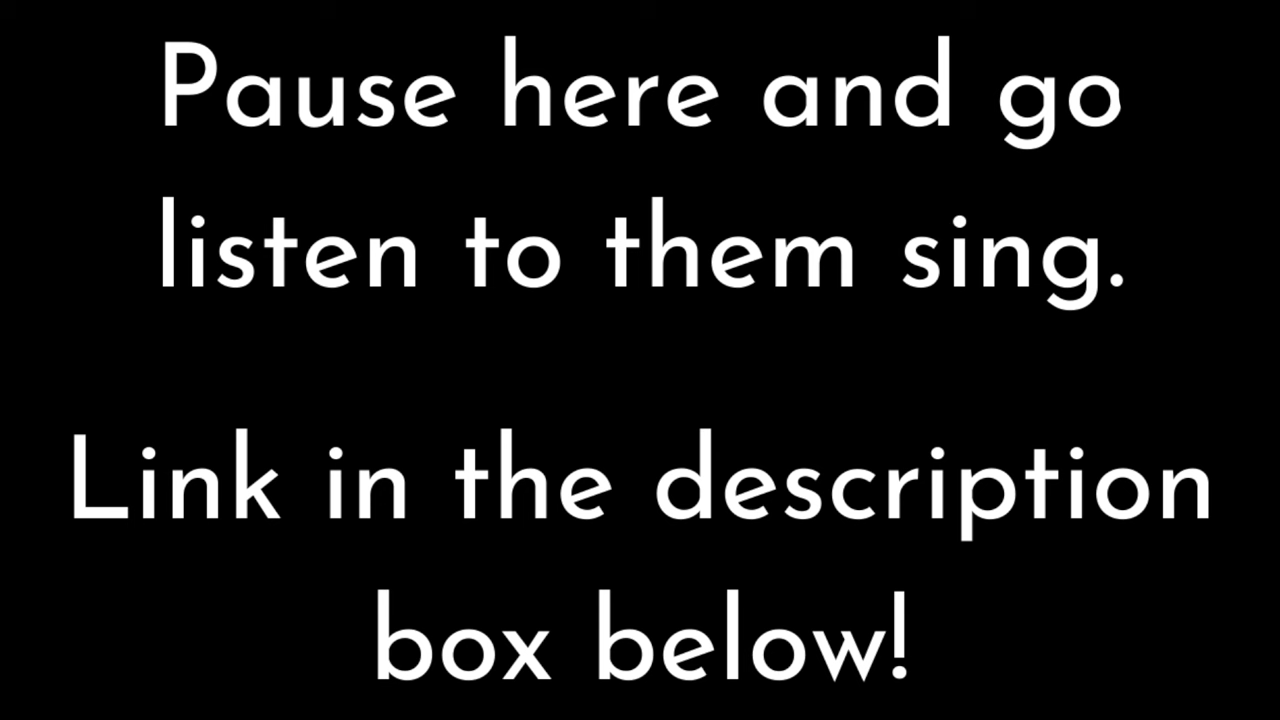 Pause here and go
listen to them sing.
Link in the description
box below!